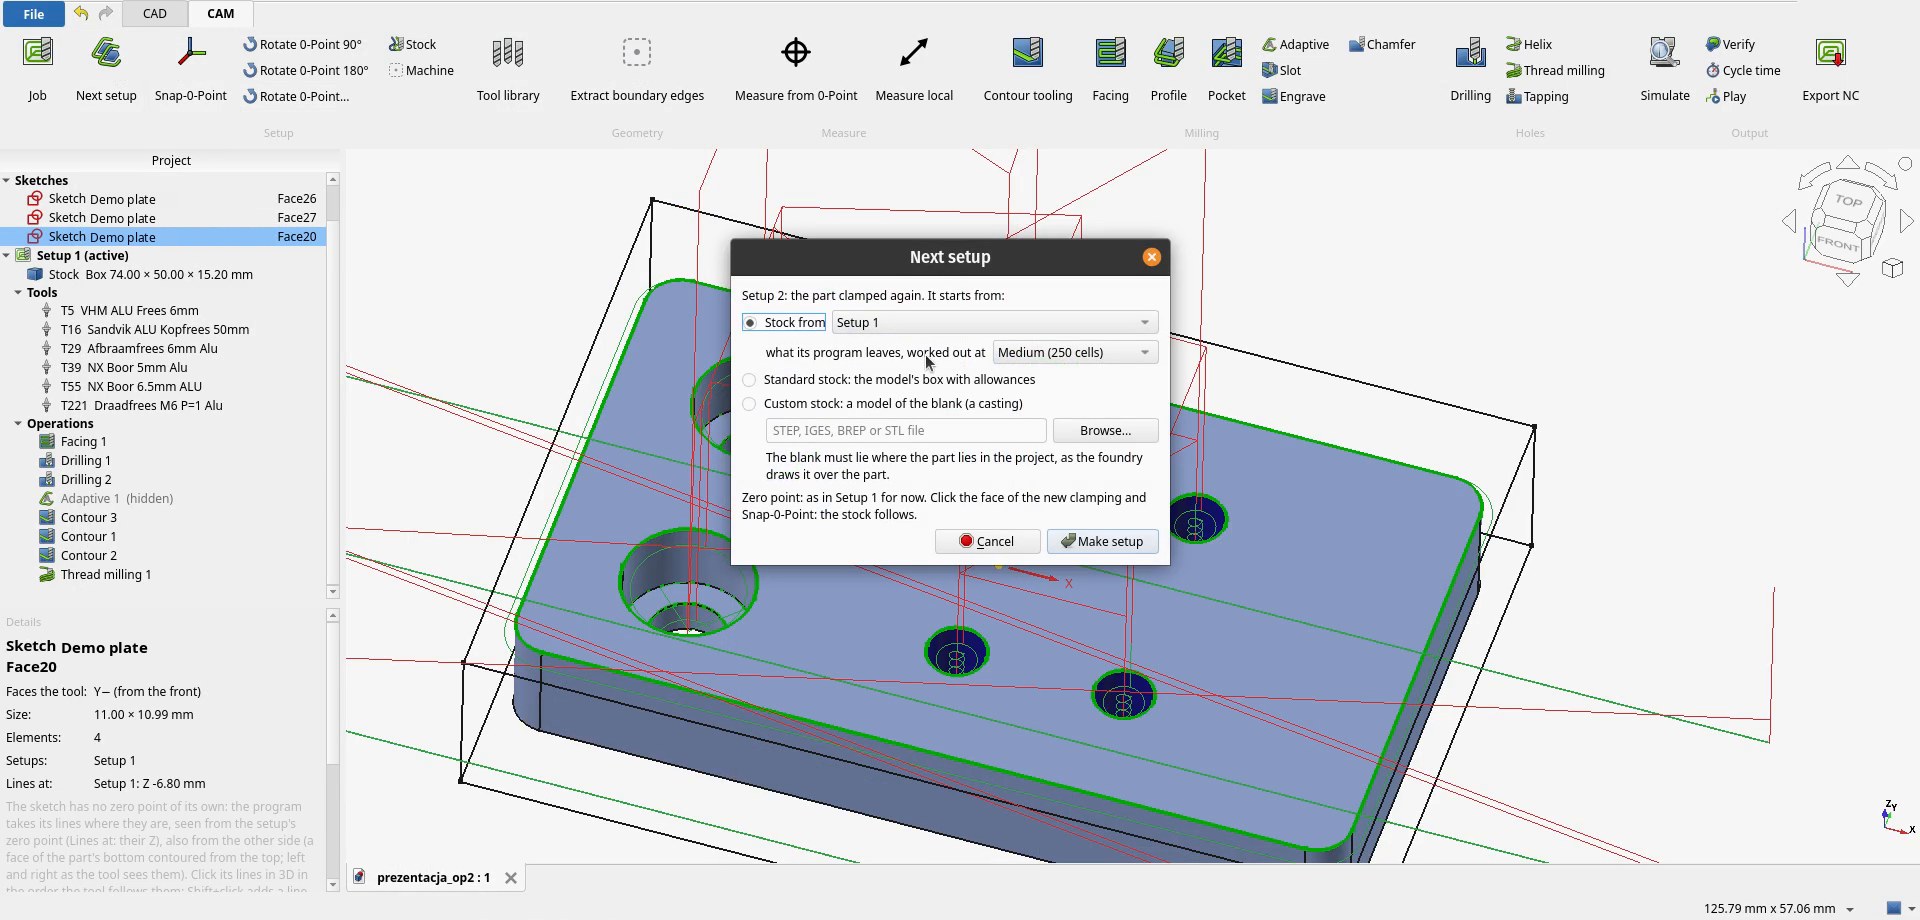 File
CAD
CAM
Job
Next setup
Snap-0-Point
Rotate 0-Point 90°
Rotate 0-Point 180°
Rotate 0-Point...
Stock
Machine
Tool library
Extract boundary edges
Measure from 0-Point
Measure local
Contour tooling
Facing
Profile
Pocket
Adaptive
Slot
Engrave
Chamfer
Drilling
Helix
Thread milling
Tapping
Simulate
Verify
Cycle time
Play
Export NC
Setup
Geometry
Measure
Milling
Holes
Output
Project
Sketches
Sketch Demo plate Face26
Sketch Demo plate Face27
Sketch Demo plate Face20
Setup 1 (active)
Stock Box 74.00 × 50.00 × 15.20 mm
Tools
T5 VHM ALU Frees 6mm
T16 Sandvik ALU Kopfrees 50mm
T29 Afbraamfrees 6mm Alu
T39 NX Boor 5mm Alu
T55 NX Boor 6.5mm ALU
T221 Draadfrees M6 P=1 Alu
Operations
Facing 1
Drilling 1
Drilling 2
Adaptive 1 (hidden)
Contour 3
Contour 1
Contour 2
Thread milling 1
Details
Sketch Demo plate
Face20
Faces the tool: Y− (from the front)
Size: 11.00 × 10.99 mm
Elements: 4
Setups: Setup 1
Lines at: Setup 1: Z -6.80 mm
The sketch has no zero point of its own: the program
takes its lines where they are, seen from the setup's
zero point (Lines at: their Z), also from the other side (a
face of the part's bottom contoured from the top; left
and right as the tool sees them). Click its lines in 3D in
the order the tool follows them; Shift+click adds a line
Next setup
Setup 2: the part clamped again. It starts from:
Stock from Setup 1
what its program leaves, worked out at Medium (250 cells)
Standard stock: the model's box with allowances
Custom stock: a model of the blank (a casting)
STEP, IGES, BREP or STL file
Browse...
The blank must lie where the part lies in the project, as the foundry
draws it over the part.
Zero point: as in Setup 1 for now. Click the face of the new clamping and
Snap-0-Point: the stock follows.
Cancel
Make setup
X
TOP
FRONT
Z
Y
X
prezentacja_op2 : 1
125.79 mm x 57.06 mm